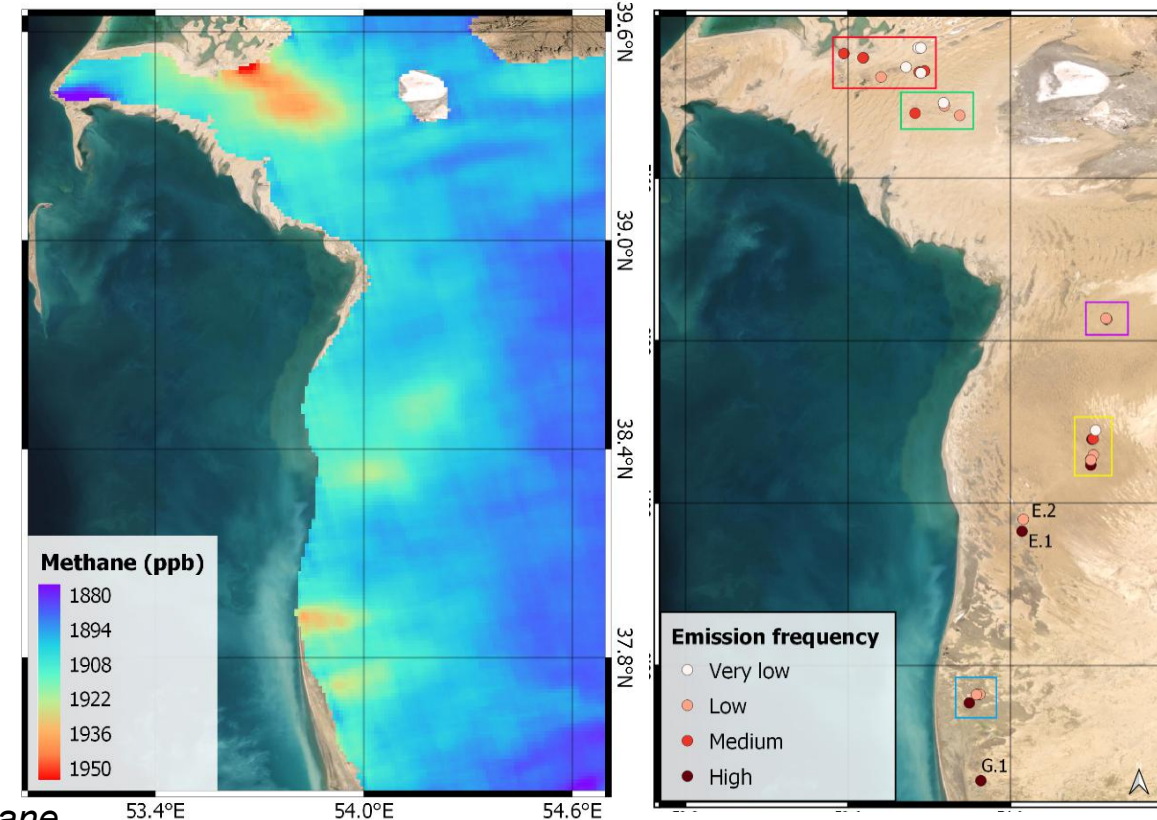 39.6°N
39.0°N
38.4°N
37.8°N
Methane (ppb)
1880
1894
1908
1922
1936
1950
53.4°E
54.0°E
54.6°E
E.2
E.1
G.1
Emission frequency
Very low
Low
Medium
High